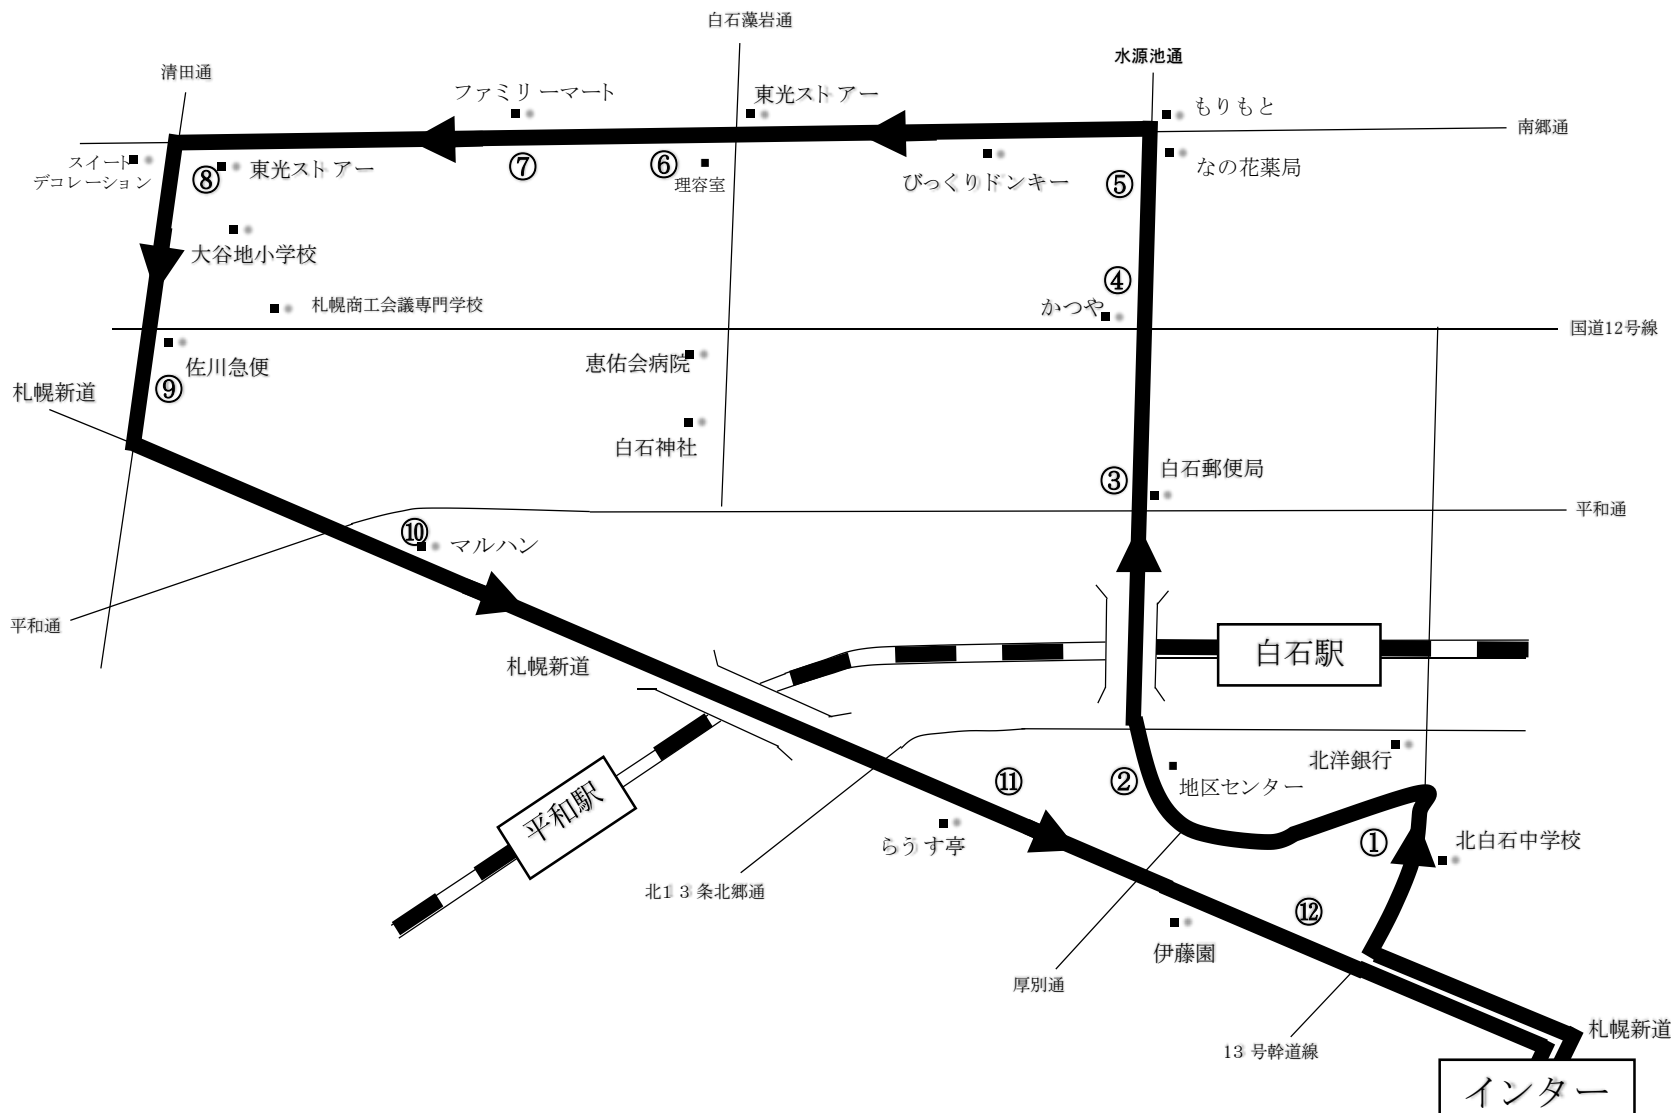 白石藻岩通
水源池通
清田通
ファミリーマート
東光ストアー
もりもと
南郷通
スイート
デコレーション
⑧
東光ストアー
⑦
⑥
理容室
びっくりドンキー
⑤
なの花薬局
大谷地小学校
札幌商工会議専門学校
④
かつや
国道12号線
佐川急便
恵佑会病院
⑨
札幌新道
白石神社
③
白石郵便局
平和通
⑩
マルハン
平和通
札幌新道
白石駅
北洋銀行
⑪
②
地区センター
平和駅
らうす亭
①
北白石中学校
北13条北郷通
⑫
伊藤園
厚別通
13号幹道線
札幌新道
インター